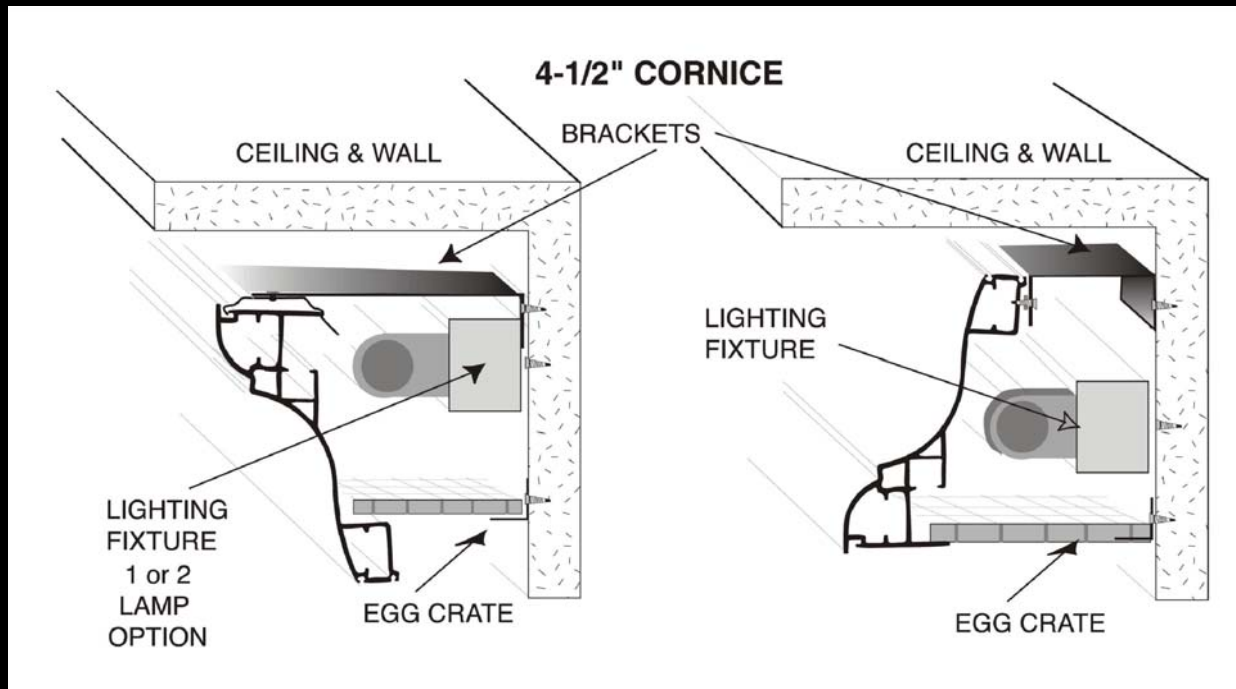 4-1/2" CORNICE
BRACKETS
CEILING & WALL
CEILING & WALL
LIGHTING
FIXTURE
LIGHTING
FIXTURE
1 or 2
LAMP
OPTION
EGG CRATE
EGG CRATE